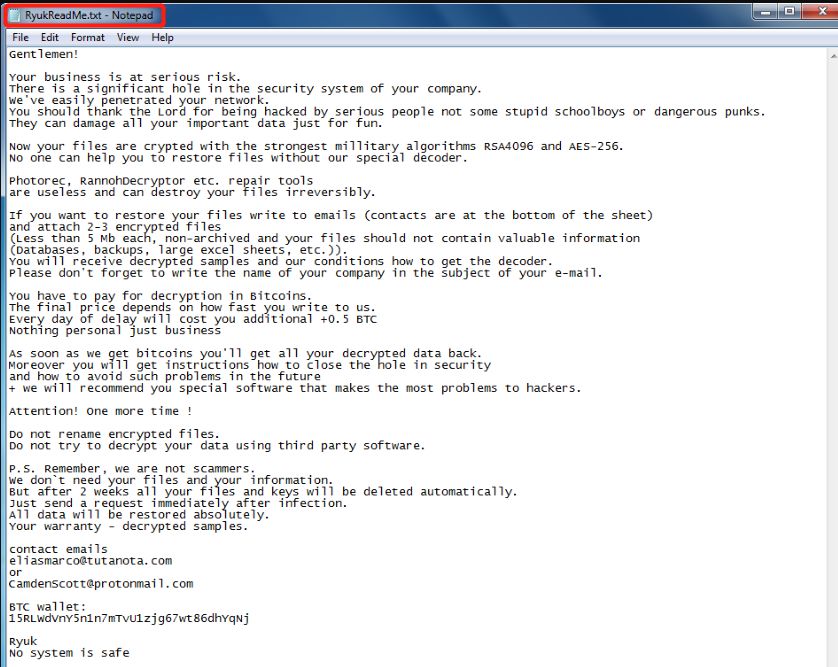 RyukReadMe.txt - Notepad
File Edit Format View Help
Gentlemen!
Your business is at serious risk.
There is a significant hole in the security system of your company.
We've easily penetrated your network.
You should thank the Lord for being hacked by serious people not some stupid schoolboys or dangerous punks.
They can damage all your important data just for fun.
Now your files are crypted with the strongest millitary algorithms RSA4096 and AES-256.
No one can help you to restore files without our special decoder.
Photorec, RannohDecryptor etc. repair tools
are useless and can destroy your files irreversibly.
If you want to restore your files write to emails (contacts are at the bottom of the sheet)
and attach 2-3 encrypted files
(Less than 5 Mb each, non-archived and your files should not contain valuable information
(Databases, backups, large excel sheets, etc.)).
You will receive decrypted samples and our conditions how to get the decoder.
Please don't forget to write the name of your company in the subject of your e-mail.
You have to pay for decryption in Bitcoins.
The final price depends on how fast you write to us.
Every day of delay will cost you additional +0.5 BTC
Nothing personal just business
As soon as we get bitcoins you'll get all your decrypted data back.
Moreover you will get instructions how to close the hole in security
and how to avoid such problems in the future
+ we will recommend you special software that makes the most problems to hackers.
Attention! One more time !
Do not rename encrypted files.
Do not try to decrypt your data using third party software.
P.S. Remember, we are not scammers.
We don`t need your files and your information.
But after 2 weeks all your files and keys will be deleted automatically.
Just send a request immediately after infection.
All data will be restored absolutely.
Your warranty - decrypted samples.
contact emails
eliasmarco@tutanota.com
or
CamdenScott@protonmail.com
BTC wallet:
15RLWdVnY5n1n7mTvU1zjg67wt86dhYqNj
Ryuk
No system is safe